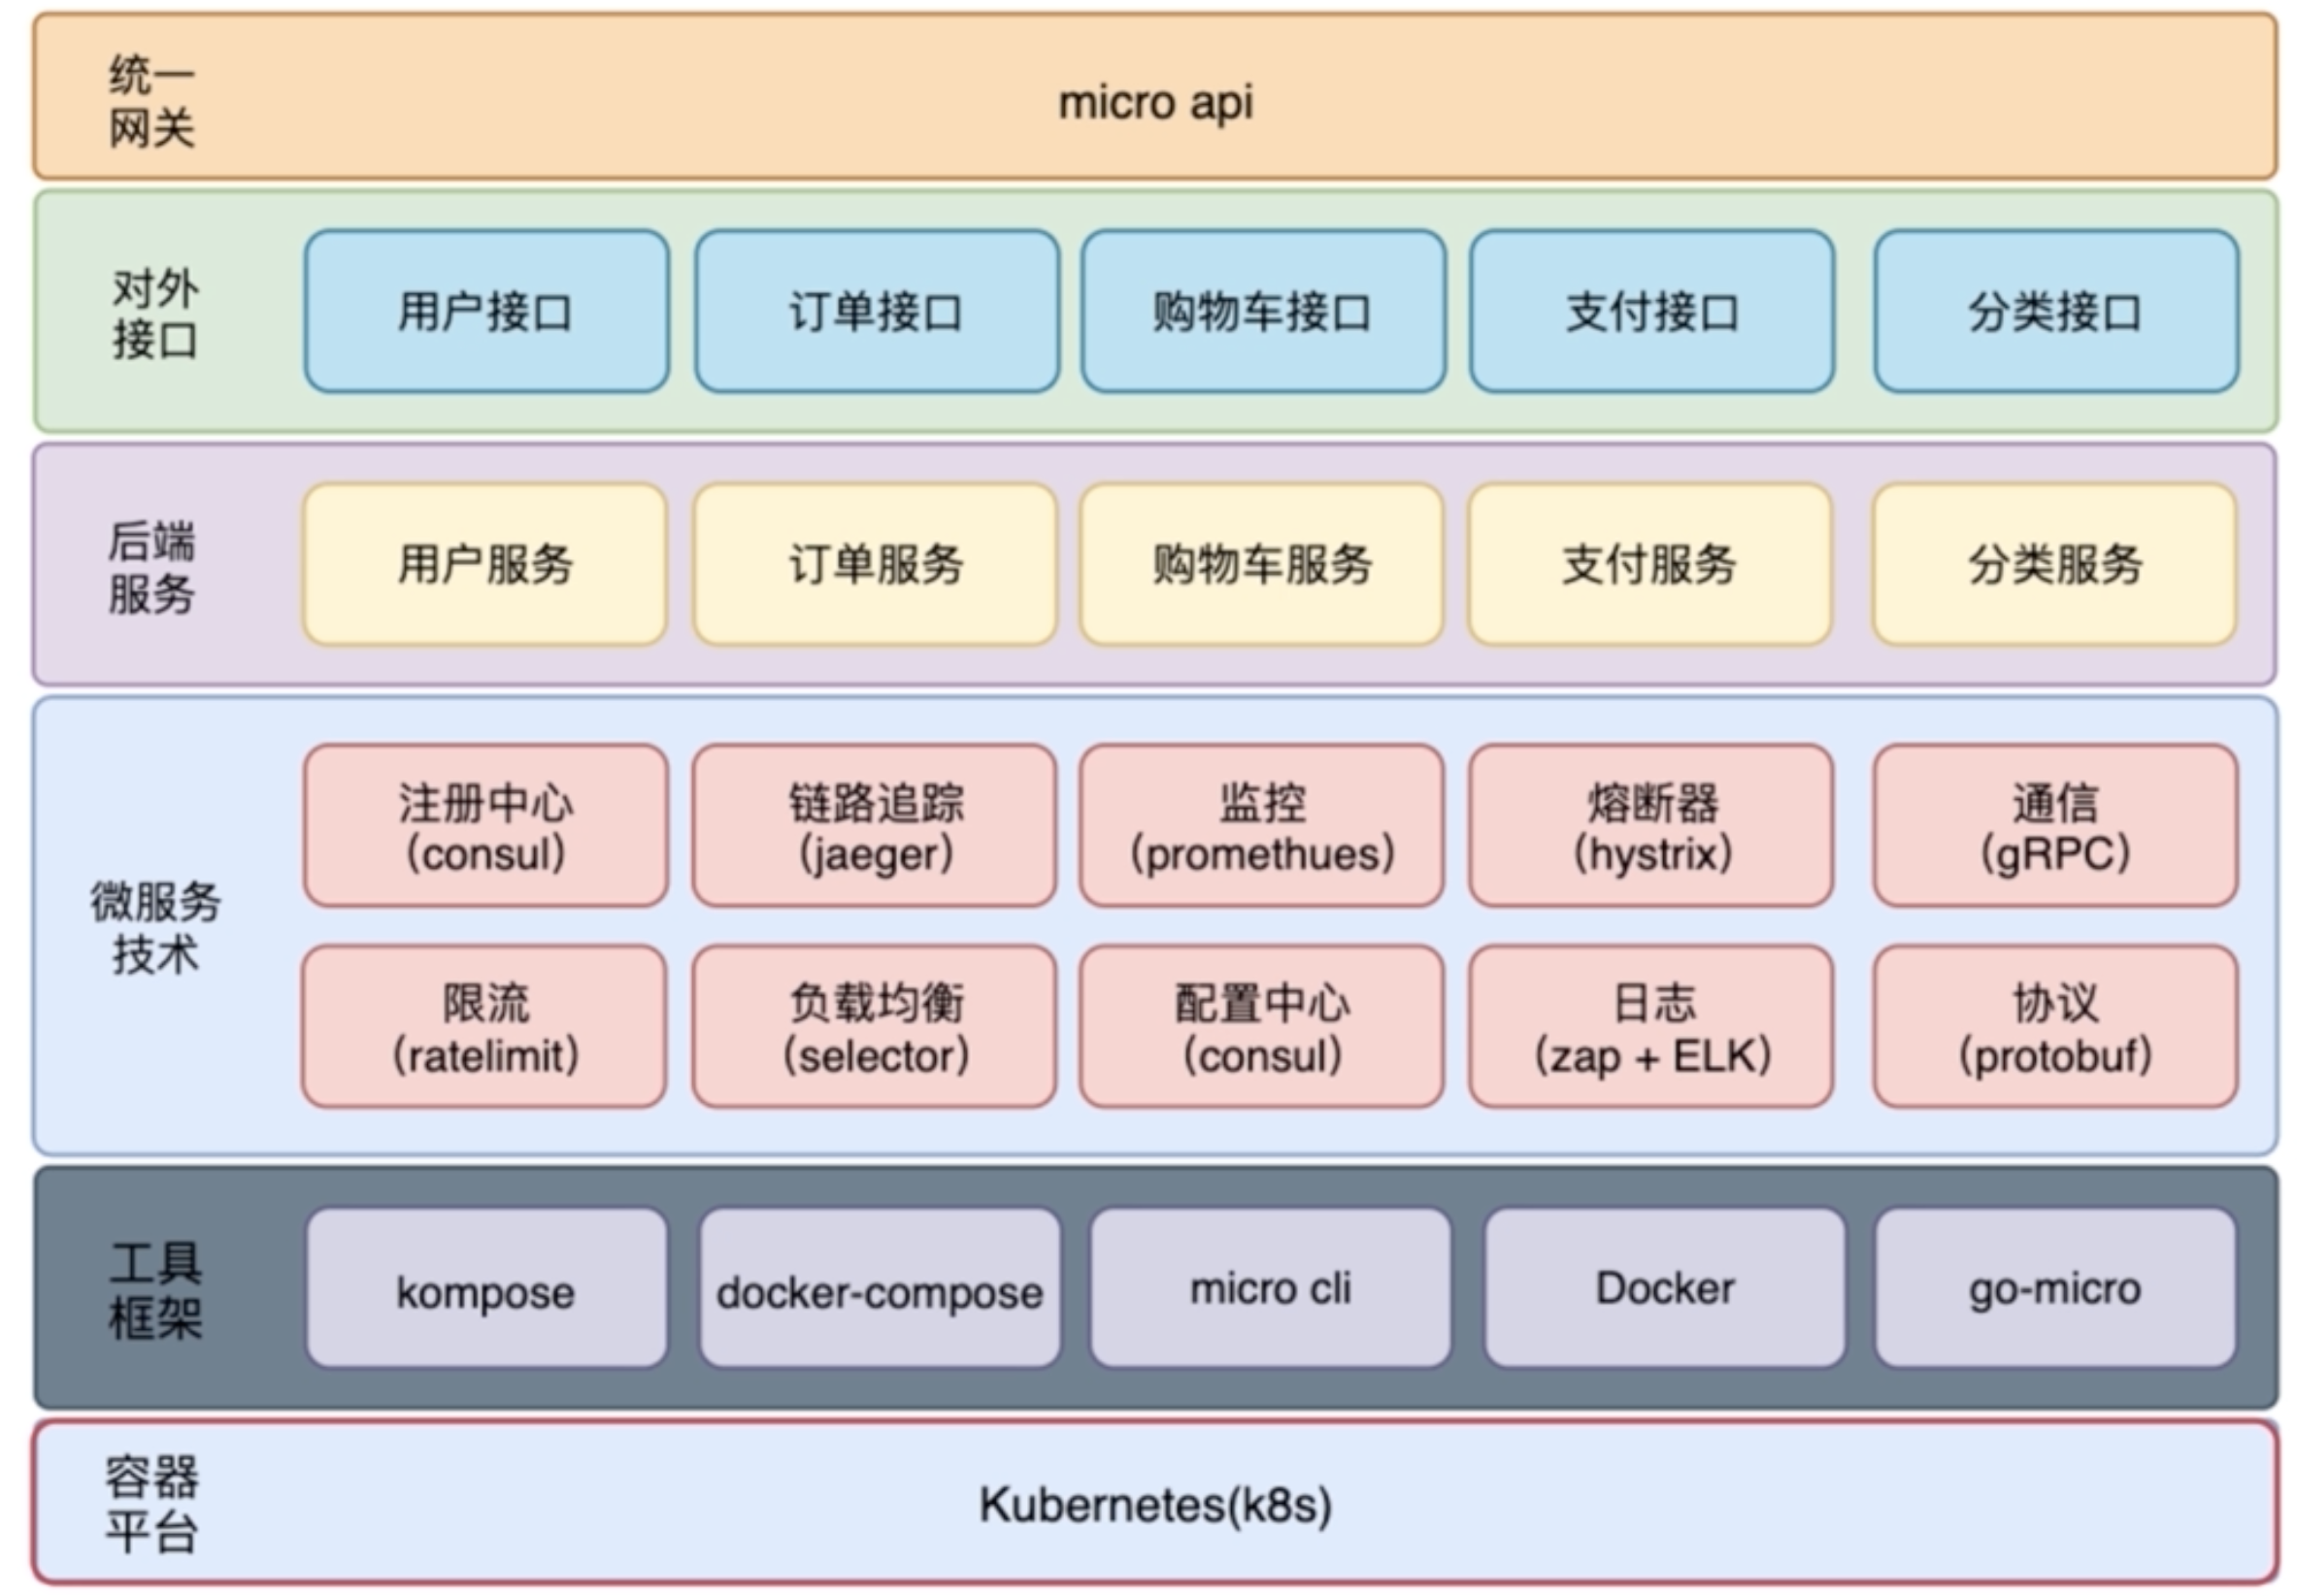 统一
网关
micro api
对外
接口
用户接口
订单接口
购物车接口
支付接口
分类接口
后端
服务
用户服务
订单服务
购物车服务
支付服务
分类服务
微服务
技术
注册中心
(consul)
链路追踪
(jaeger)
监控
(promethues)
熔断器
(hystrix)
通信
(gRPC)
限流
(ratelimit)
负载均衡
(selector)
配置中心
(consul)
日志
(zap + ELK)
协议
(protobuf)
工具
框架
kompose
docker-compose
micro cli
Docker
go-micro
容器
平台
Kubernetes(k8s)